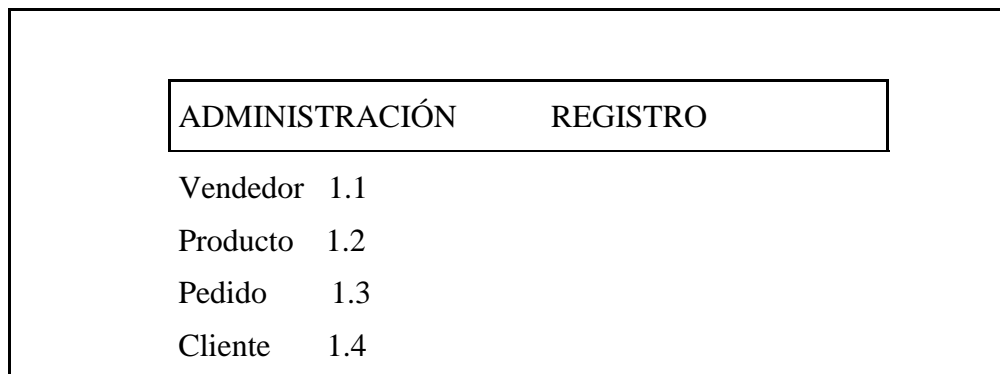 ADMINISTRACIÓN REGISTRO
Vendedor 1.1
Producto 1.2
Pedido 1.3
Cliente 1.4